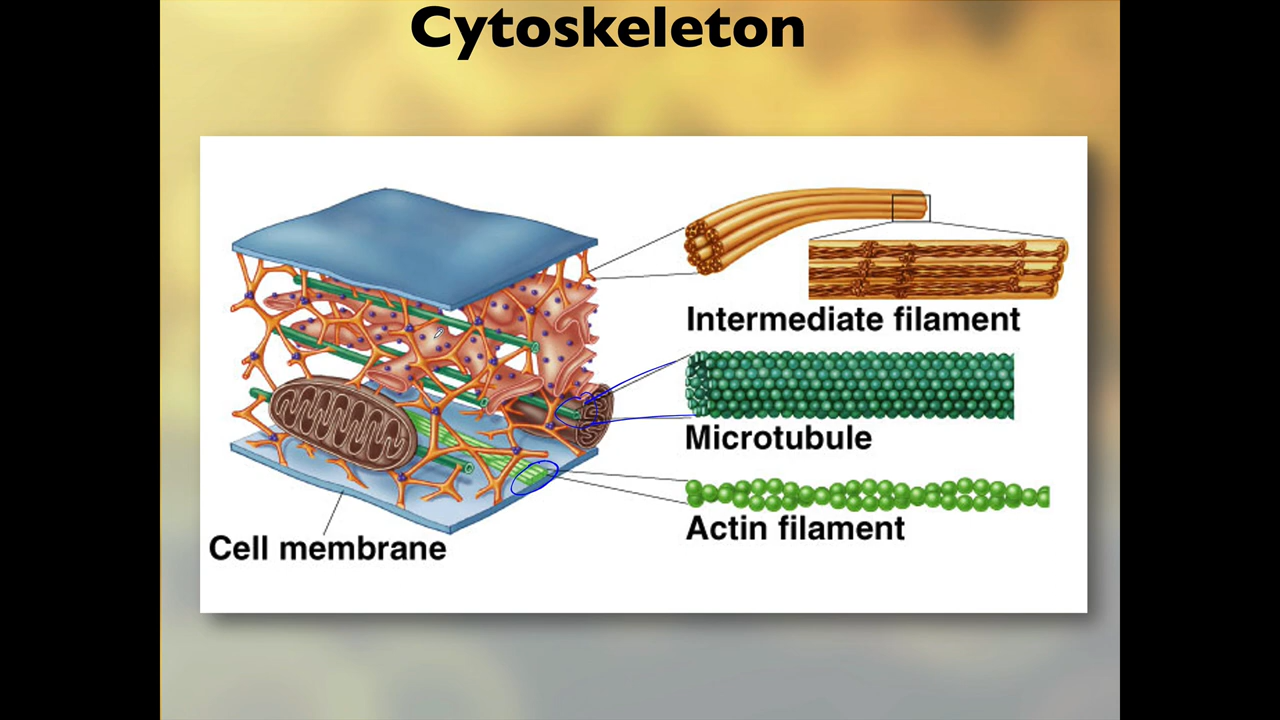 Cytoskeleton
Intermediate filament
Microtubule
Actin filament
Cell membrane